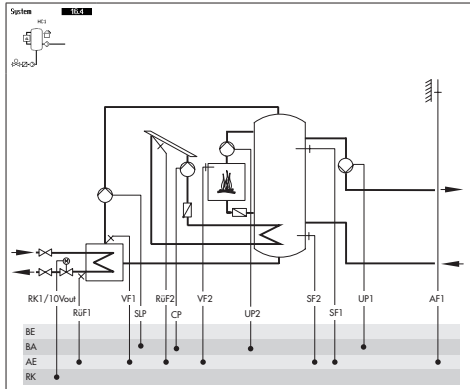 System 16.4
HC1
RK1/10Vout
RüF1
VF1
SLP
RüF2
CP
VF2
UP2
SF2
SF1
UP1
AF1
BE
BA
AE
RK